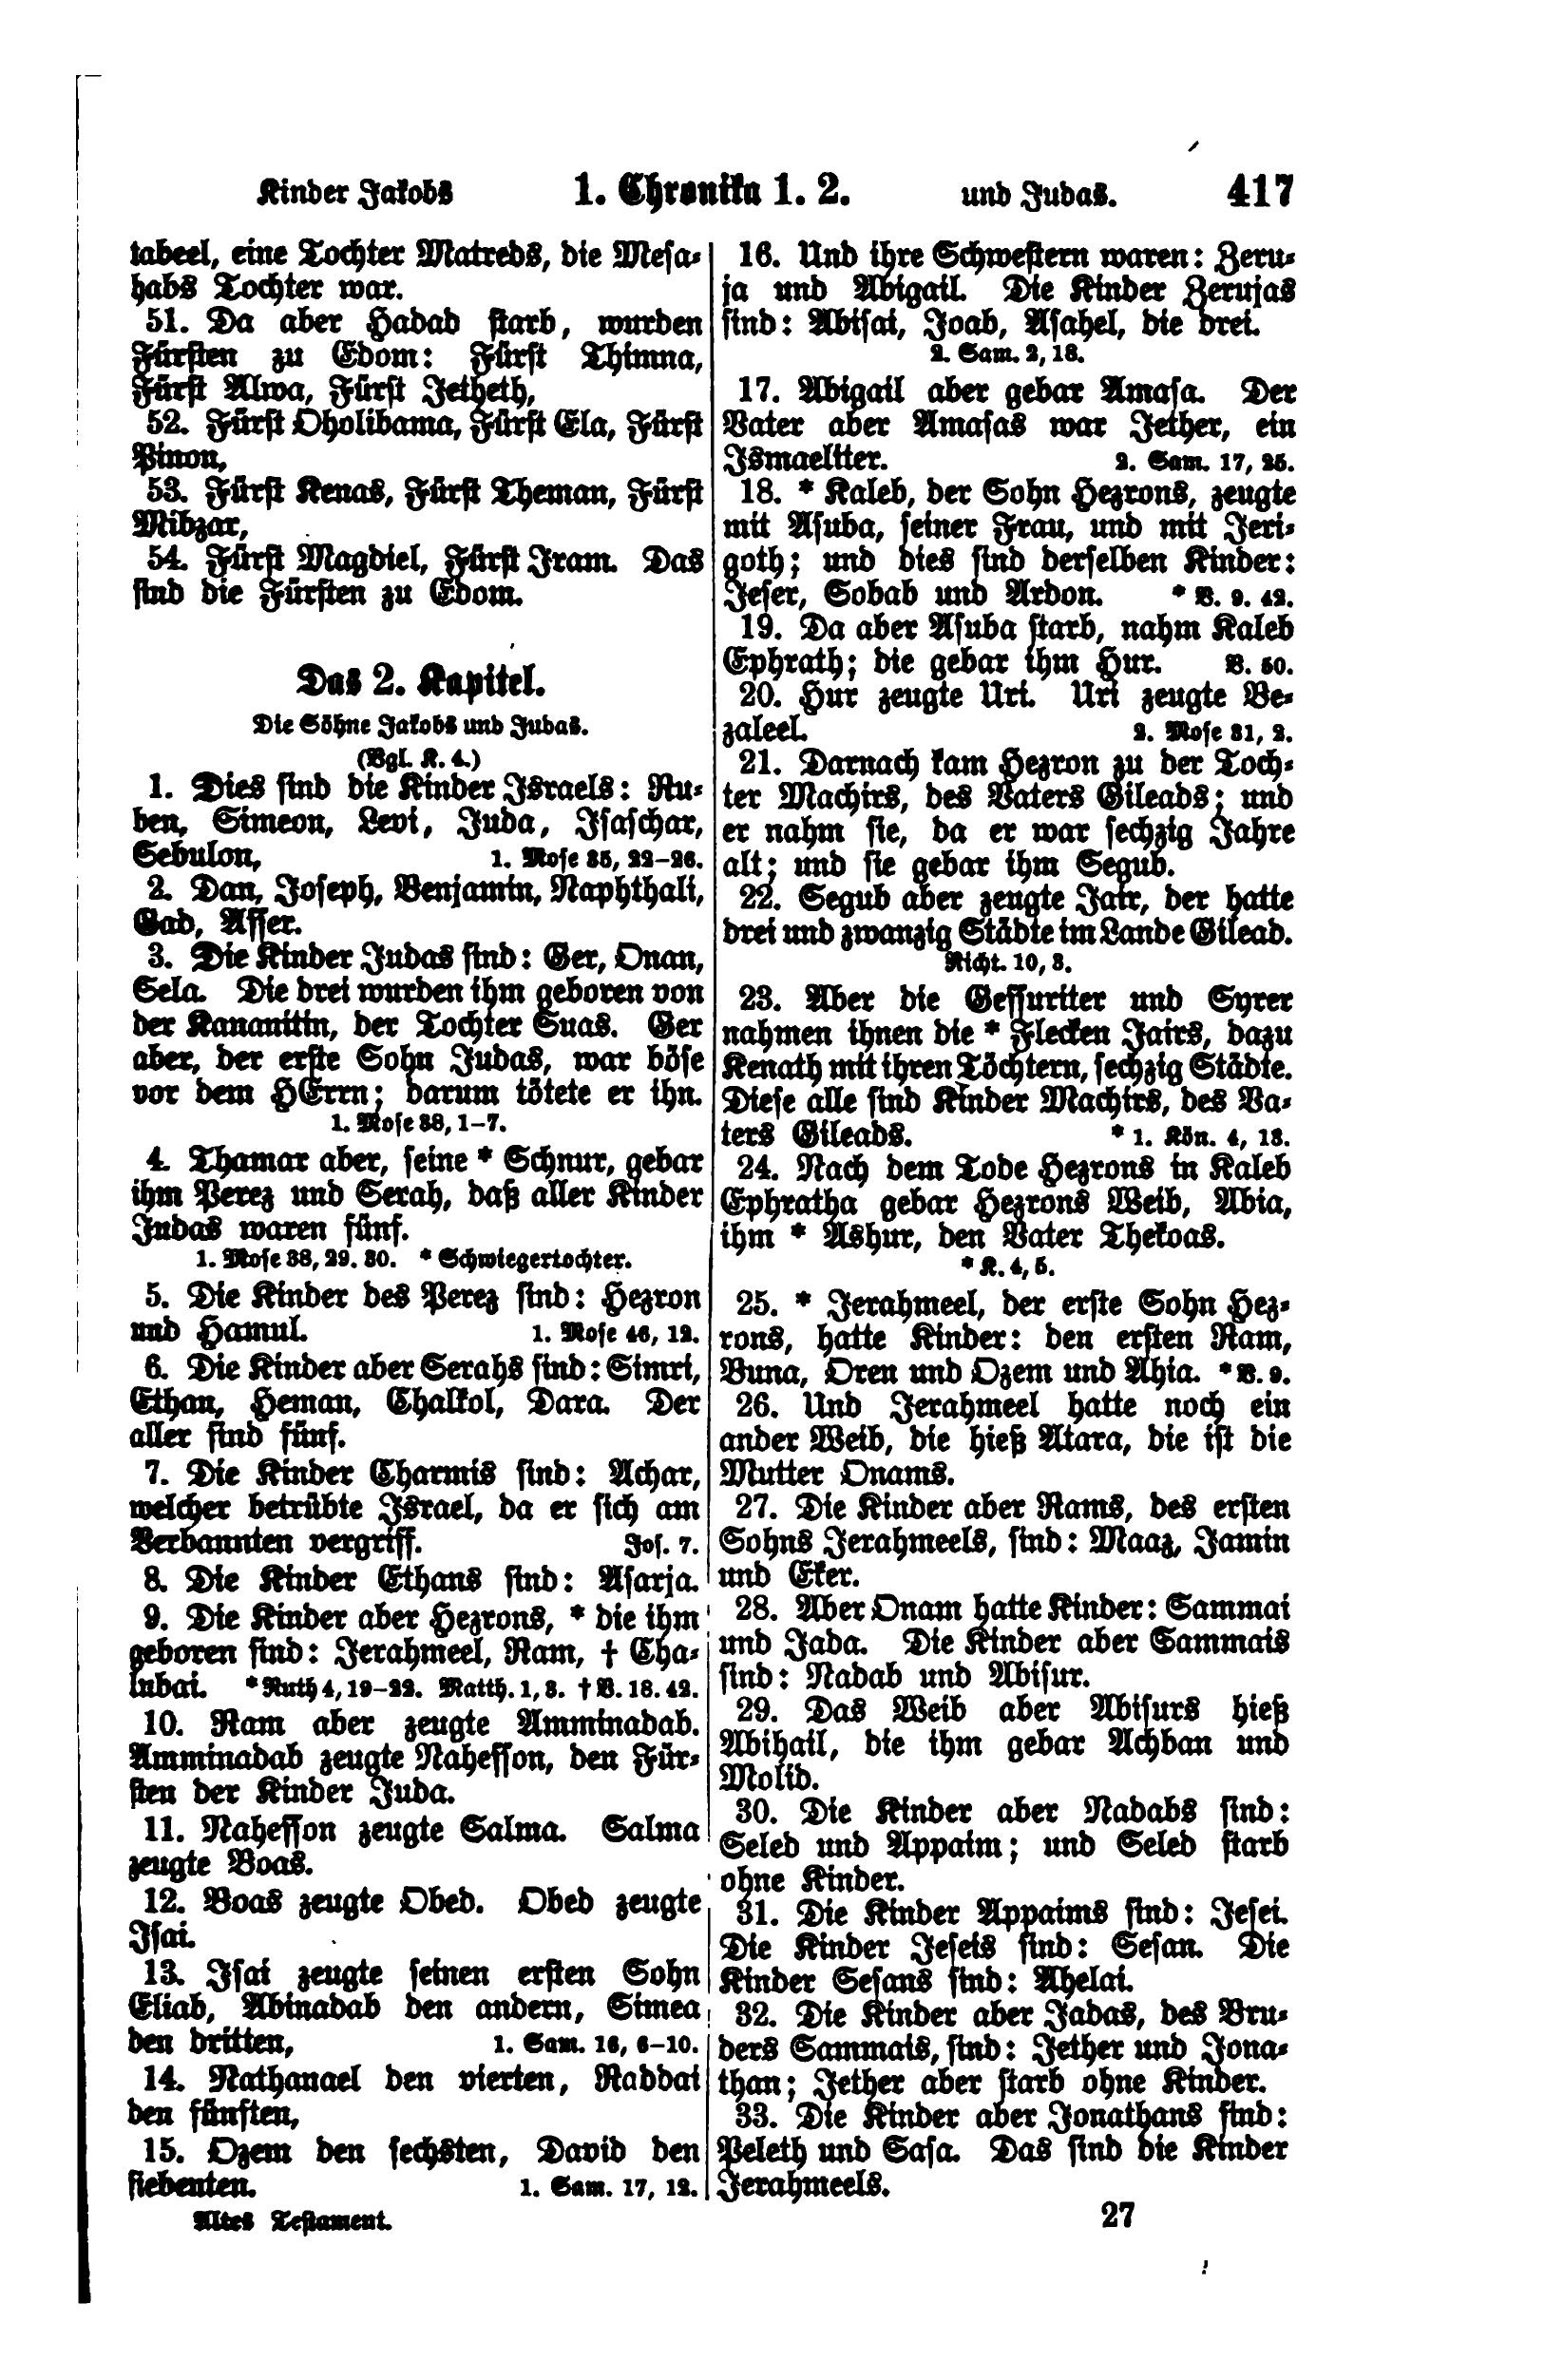 Kinder Jakobs 1. Chronika 1. 2. und Judas. 417
tabeel, eine Tochter Matreds, die Mesa-
habs Tochter war.
51. Da aber Hadad starb, wurden
Fürsten zu Edom: Fürst Thimna,
Fürst Alwa, Fürst Jetheth,
52. Fürst Oholibama, Fürst Ela, Fürst
Pinon,
53. Fürst Kenas, Fürst Theman, Fürst
Mibzar,
54. Fürst Magdiel, Fürst Iram. Das
sind die Fürsten zu Edom.
Das 2. Kapitel.
Die Söhne Jakobs und Judas.
(Vgl. K. 4.)
1. Dies sind die Kinder Israels: Ru-
ben, Simeon, Levi, Juda, Isaschar,
Sebulon, 1. Mose 35, 22–26.
2. Dan, Joseph, Benjamin, Naphthali,
Gad, Asser.
3. Die Kinder Judas sind: Ger, Onan,
Sela. Die drei wurden ihm geboren von
der Kananitin, der Tochter Suas. Ger
aber, der erste Sohn Judas, war böse
vor dem HErrn; darum tötete er ihn.
1. Mose 38, 1–7.
4. Thamar aber, seine * Schnur, gebar
ihm Perez und Serah, daß aller Kinder
Judas waren fünf.
1. Mose 38, 29. 30. * Schwiegertochter.
5. Die Kinder des Perez sind: Hezron
und Hamul. 1. Mose 46, 12.
6. Die Kinder aber Serahs sind: Simri,
Ethan, Heman, Chalkol, Dara. Der
aller sind fünf.
7. Die Kinder Charmis sind: Achar,
welcher betrübte Israel, da er sich am
Verbannten vergriff. Jos. 7.
8. Die Kinder Ethans sind: Asarja.
9. Die Kinder aber Hezrons, * die ihm
geboren sind: Jerahmeel, Ram, † Cha-
lubai. * Ruth 4, 19–22. Matth. 1, 3. † V. 18. 42.
10. Ram aber zeugte Amminadab.
Amminadab zeugte Nahesson, den Für-
sten der Kinder Juda.
11. Nahesson zeugte Salma. Salma
zeugte Boas.
12. Boas zeugte Obed. Obed zeugte
Isai.
13. Isai zeugte seinen ersten Sohn
Eliab, Abinadab den andern, Simea
den dritten, 1. Sam. 16, 6–10.
14. Nathanael den vierten, Raddai
den fünften,
15. Ozem den sechsten, David den
siebenten. 1. Sam. 17, 12.
Altes Testament.
16. Und ihre Schwestern waren: Zeru-
ja und Abigail. Die Kinder Zerujas
sind: Abisai, Joab, Asahel, die drei.
2. Sam. 2, 18.
17. Abigail aber gebar Amasa. Der
Vater aber Amasas war Jether, ein
Ismaeliter. 2. Sam. 17, 25.
18. * Kaleb, der Sohn Hezrons, zeugte
mit Asuba, seiner Frau, und mit Jeri-
goth; und dies sind derselben Kinder:
Jeser, Sobab und Ardon. * V. 9. 42.
19. Da aber Asuba starb, nahm Kaleb
Ephrath; die gebar ihm Hur. V. 50.
20. Hur zeugte Uri. Uri zeugte Be-
zaleel. 2. Mose 31, 2.
21. Darnach kam Hezron zu der Toch-
ter Machirs, des Vaters Gileads; und
er nahm sie, da er war sechzig Jahre
alt; und sie gebar ihm Segub.
22. Segub aber zeugte Jair, der hatte
drei und zwanzig Städte im Lande Gilead.
Richt. 10, 3.
23. Aber die Gessuriter und Syrer
nahmen ihnen die * Flecken Jairs, dazu
Kenath mit ihren Töchtern, sechzig Städte.
Diese alle sind Kinder Machirs, des Va-
ters Gileads. * 1. Kön. 4, 13.
24. Nach dem Tode Hezrons in Kaleb
Ephratha gebar Hezrons Weib, Abia,
ihm * Ashur, den Vater Thekoas.
* K. 4, 5.
25. * Jerahmeel, der erste Sohn Hez-
rons, hatte Kinder: den ersten Ram,
Buna, Oren und Ozem und Ahia. * V. 9.
26. Und Jerahmeel hatte noch ein
ander Weib, die hieß Atara, die ist die
Mutter Onams.
27. Die Kinder aber Rams, des ersten
Sohns Jerahmeels, sind: Maaz, Jamin
und Eker.
28. Aber Onam hatte Kinder: Sammai
und Jada. Die Kinder aber Sammais
sind: Nadab und Abisur.
29. Das Weib aber Abisurs hieß
Abihail, die ihm gebar Achban und
Molid.
30. Die Kinder aber Nadabs sind:
Seled und Appaim; und Seled starb
ohne Kinder.
31. Die Kinder Appaims sind: Jesei.
Die Kinder Jeseis sind: Sesan. Die
Kinder Sesans sind: Ahelai.
32. Die Kinder aber Jadas, des Bru-
ders Sammais, sind: Jether und Jona-
than; Jether aber starb ohne Kinder.
33. Die Kinder aber Jonathans sind:
Peleth und Sasa. Das sind die Kinder
Jerahmeels.
27